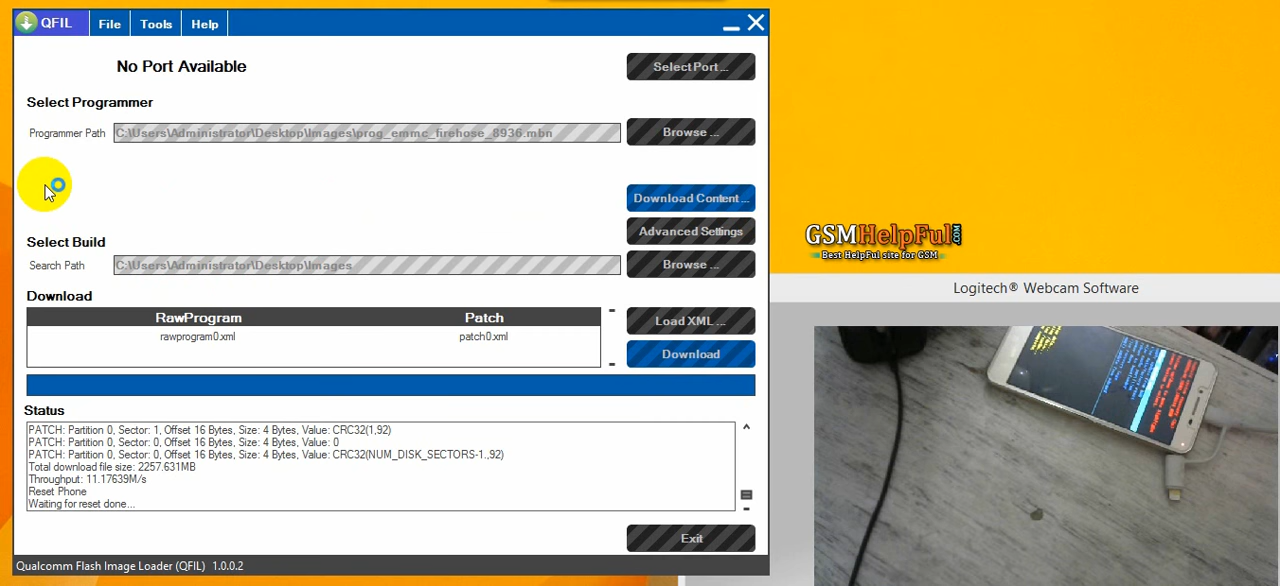 QFIL File Tools Help
No Port Available
Select Port ...
Select Programmer
Programmer Path C:\Users\Administrator\Desktop\Images\prog_emmc_firehose_8936.mbn Browse ...
Download Content ...
Advanced Settings
Select Build
Search Path C:\Users\Administrator\Desktop\Images Browse ...
Download
RawProgram Patch
rawprogram0.xml patch0.xml
Load XML ...
Download
Status
PATCH: Partition 0, Sector: 1, Offset 16 Bytes, Size: 4 Bytes, Value: CRC32(1,92)
PATCH: Partition 0, Sector: 0, Offset 16 Bytes, Size: 4 Bytes, Value: 0
PATCH: Partition 0, Sector: 0, Offset 16 Bytes, Size: 4 Bytes, Value: CRC32(NUM_DISK_SECTORS-1.,92)
Total download file size: 2257.631MB
Throughput: 11.17639M/s
Reset Phone
Waiting for reset done...
Exit
Qualcomm Flash Image Loader (QFIL) 1.0.0.2
GSMHelpFul.COM
Best HelpFul site for GSM
Logitech® Webcam Software